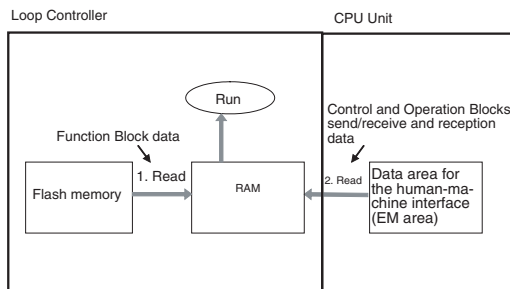 Loop Controller
CPU Unit
Run
Control and Operation Blocks
send/receive and reception
data
Function Block data
1. Read
2. Read
Flash memory
RAM
Data area for
the human-ma-
chine interface
(EM area)